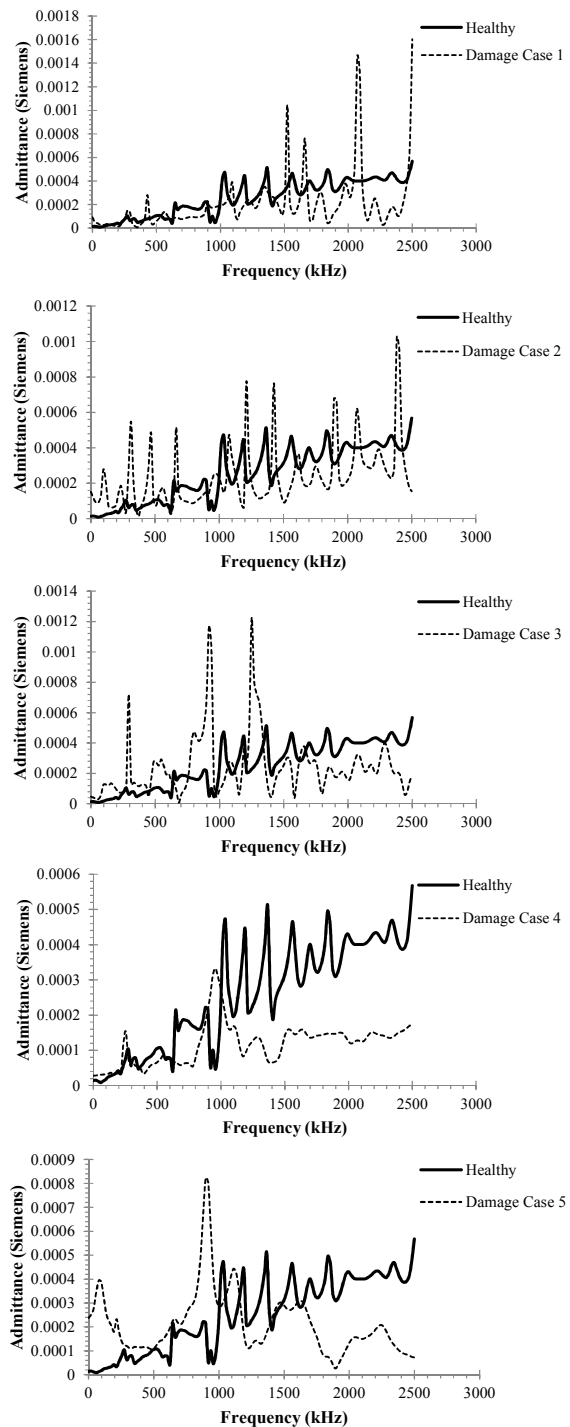 0.0018
0.0016
0.0014
0.0012
0.001
0.0008
0.0006
0.0004
0.0002
0
Admittance (Siemens)
Healthy
Damage Case 1
0 500 1000 1500 2000 2500 3000
Frequency (kHz)
0.0012
0.001
0.0008
0.0006
0.0004
0.0002
0
Admittance (Siemens)
Healthy
Damage Case 2
0 500 1000 1500 2000 2500 3000
Frequency (kHz)
0.0014
0.0012
0.001
0.0008
0.0006
0.0004
0.0002
0
Admittance (Siemens)
Healthy
Damage Case 3
0 500 1000 1500 2000 2500 3000
Frequency (kHz)
0.0006
0.0005
0.0004
0.0003
0.0002
0.0001
0
Admittance (Siemens)
Healthy
Damage Case 4
0 500 1000 1500 2000 2500 3000
Frequency (kHz)
0.0009
0.0008
0.0007
0.0006
0.0005
0.0004
0.0003
0.0002
0.0001
0
Admittance (Siemens)
Healthy
Damage Case 5
0 500 1000 1500 2000 2500 3000
Frequency (kHz)